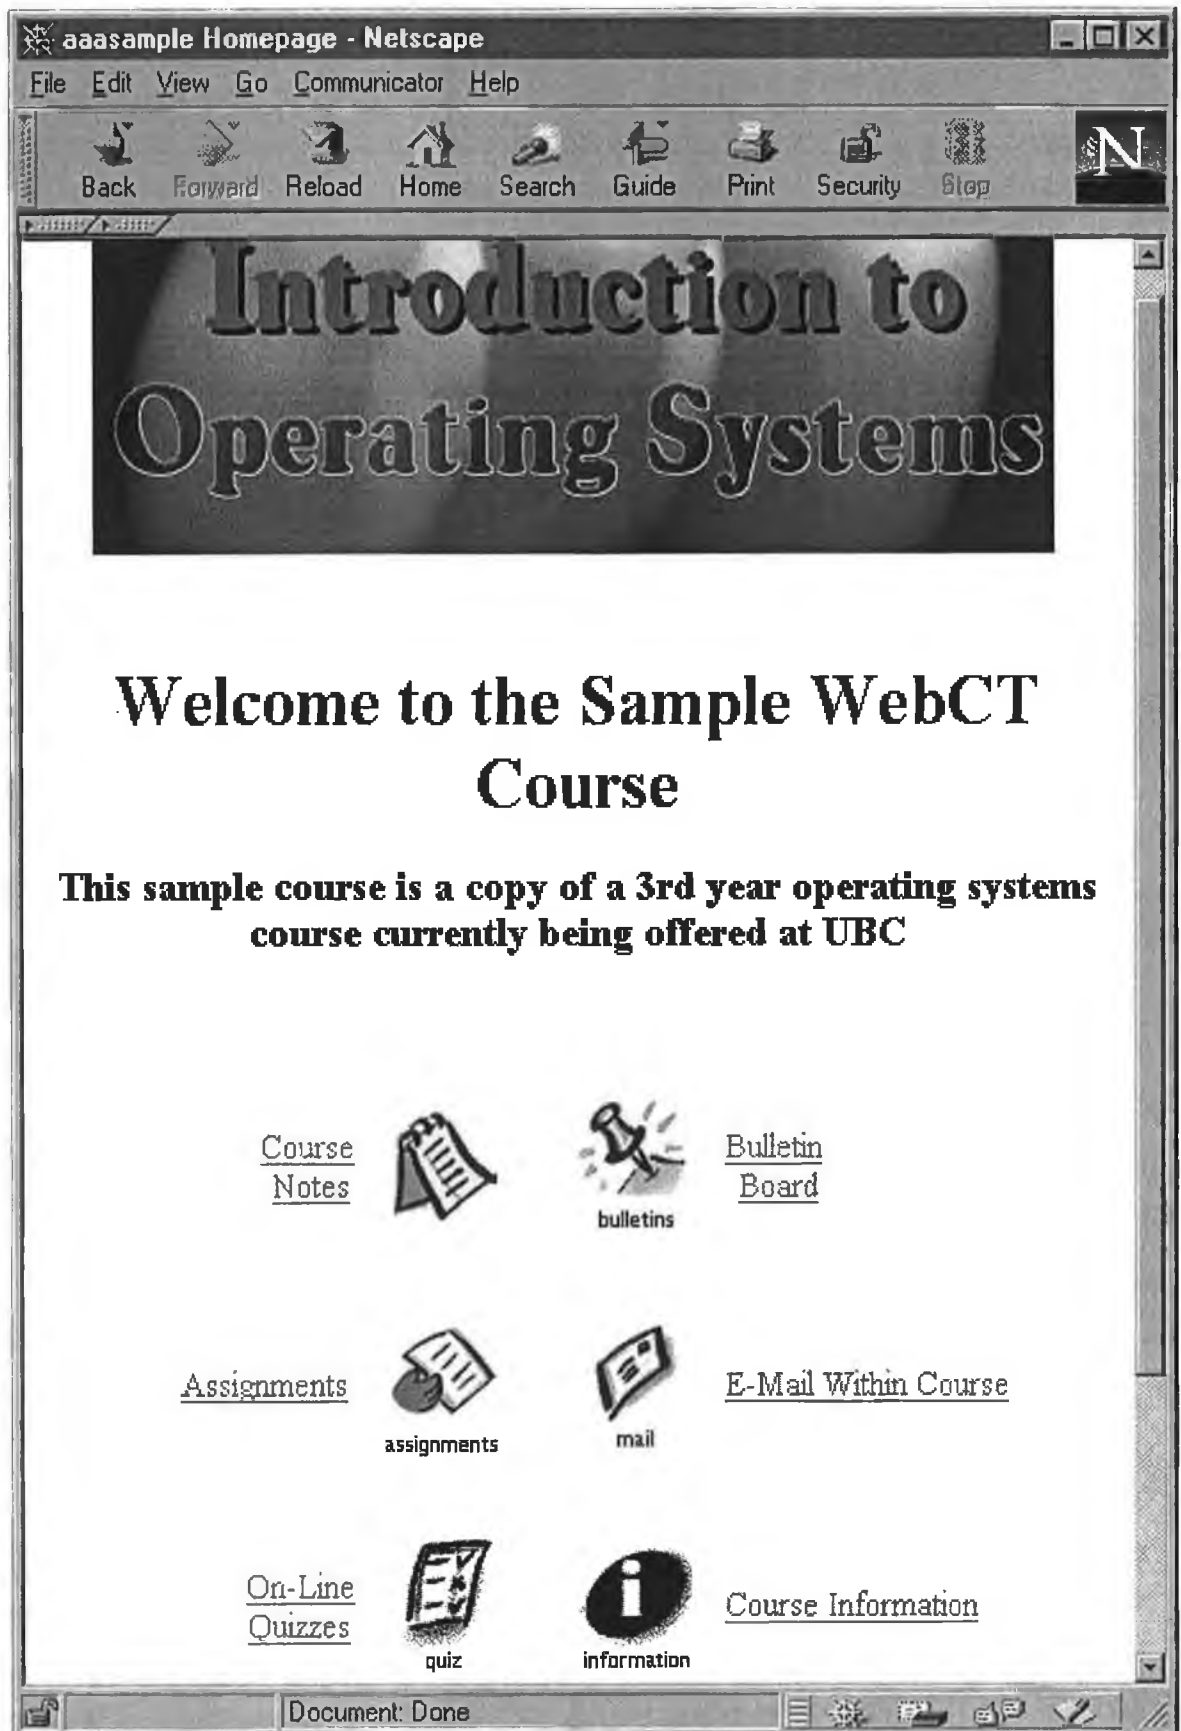 aaasample Homepage - Netscape
File Edit View Go Communicator Help
Back Forward Reload Home Search Guide Print Security Stop
N
Introduction to
Operating Systems
Welcome to the Sample WebCT
Course
This sample course is a copy of a 3rd year operating systems
course currently being offered at UBC
Course
Notes
Bulletin
Board
bulletins
Assignments
assignments
E-Mail Within Course
mail
On-Line
Quizzes
quiz
Course Information
information
Document: Done